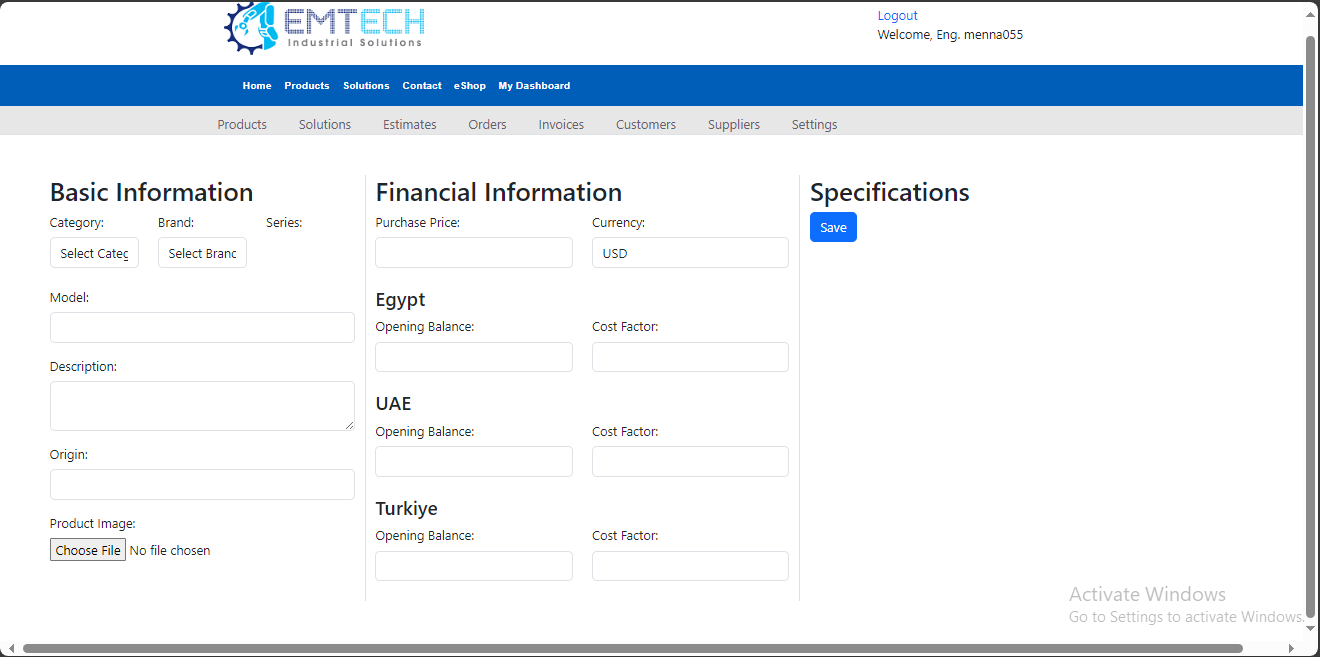 EMTECH
Industrial Solutions
Logout
Welcome, Eng. menna055
Home Products Solutions Contact eShop My Dashboard
Products Solutions Estimates Orders Invoices Customers Suppliers Settings
Basic Information
Category: Brand: Series:
Select Categ Select Branc
Model:
Description:
Origin:
Product Image:
Choose File No file chosen
Financial Information
Purchase Price: Currency:
USD
Egypt
Opening Balance: Cost Factor:
UAE
Opening Balance: Cost Factor:
Turkiye
Opening Balance: Cost Factor:
Specifications
Save
Activate Windows
Go to Settings to activate Windows.